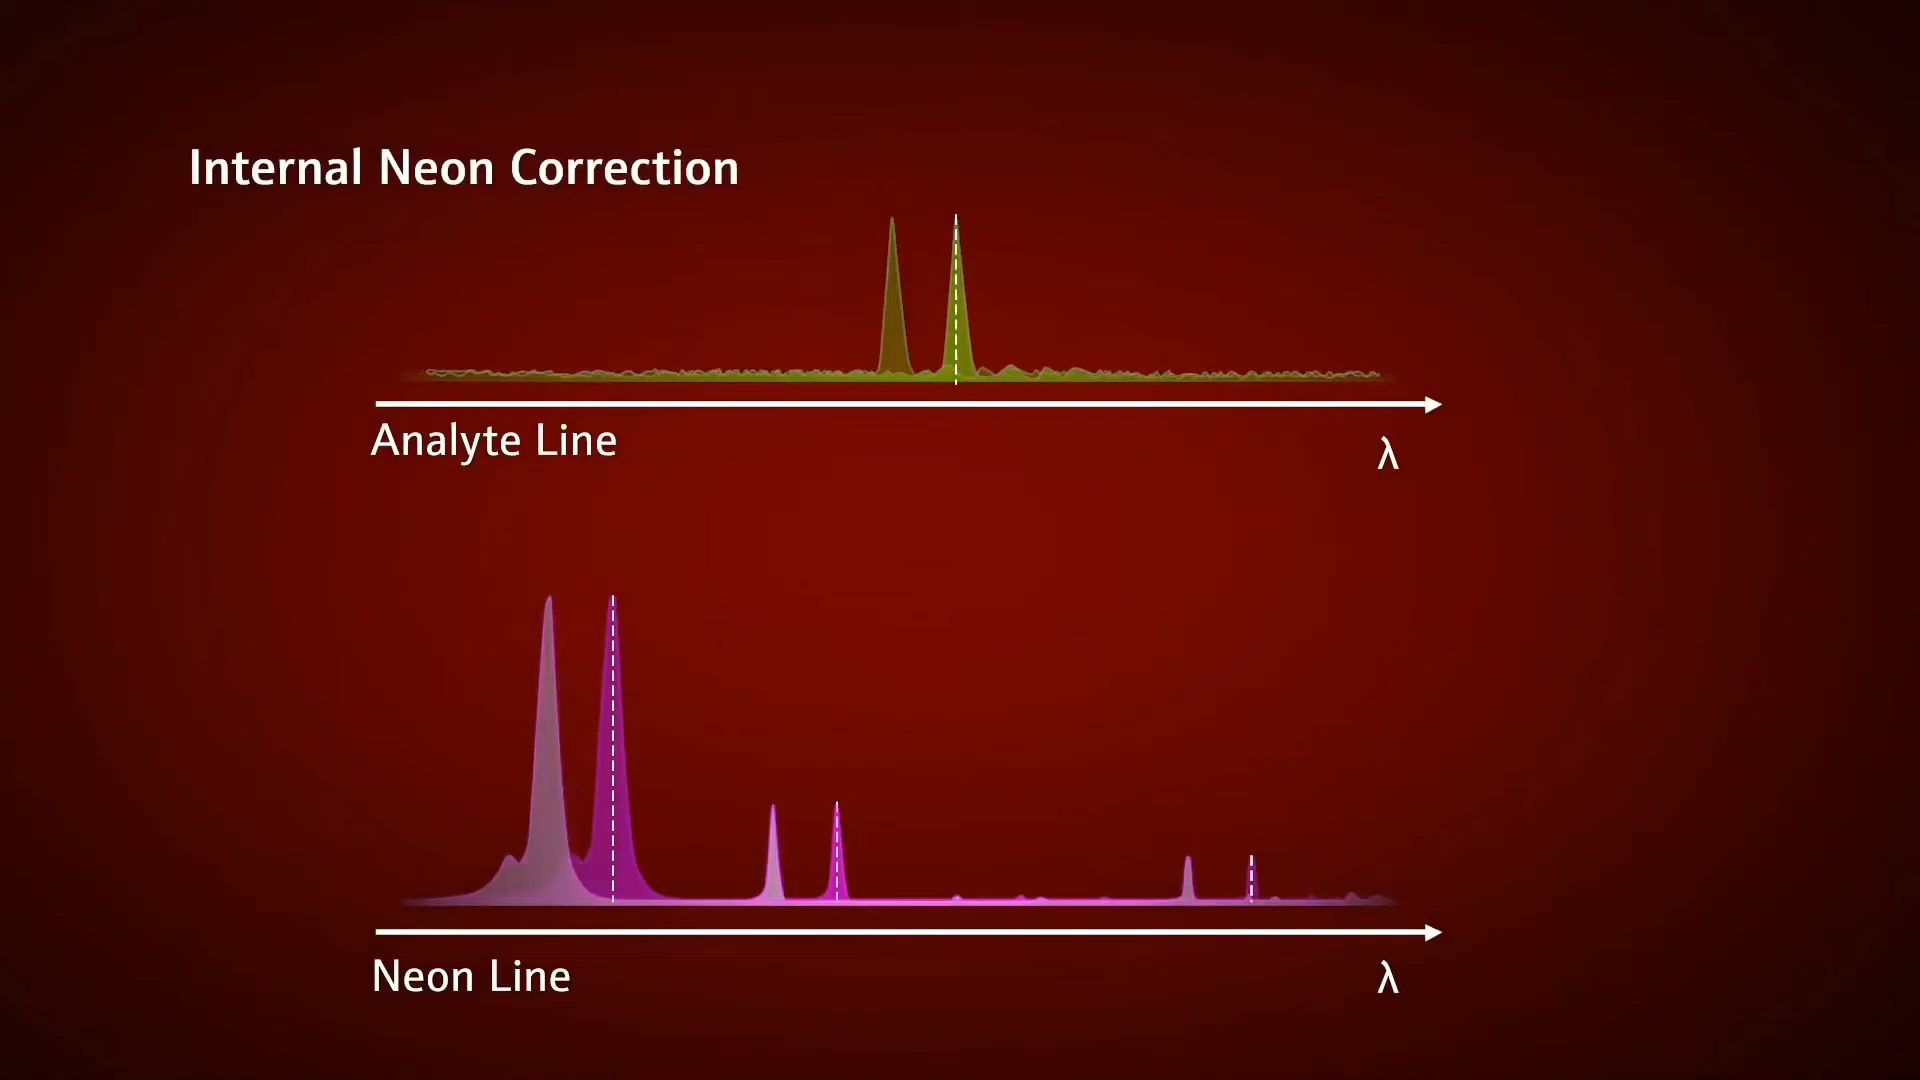 Internal Neon Correction
Analyte Line
λ
Neon Line
λ